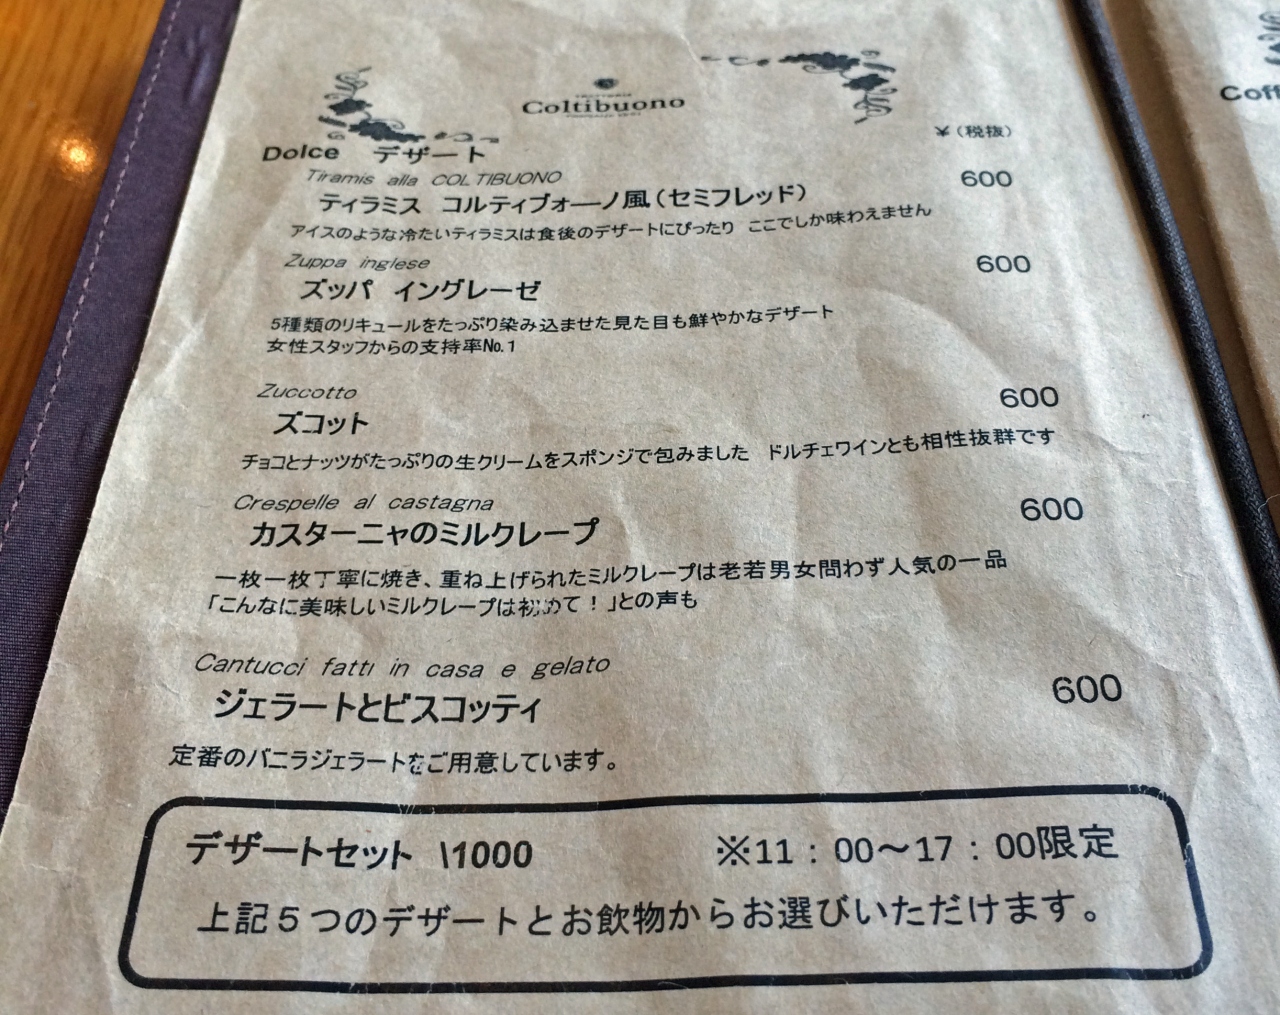 Coltibuono
¥(税抜)
Coff
Dolce デザート
Tiramis alla COLTIBUONO
600
ティラミス コルティブォーノ風(セミフレッド)
アイスのような冷たいティラミスは食後のデザートにぴったり ここでしか味わえません
Zuppa inglese
600
ズッパ イングレーゼ
5種類のリキュールをたっぷり染み込ませた見た目も鮮やかなデザート
女性スタッフからの支持率№1
Zuccotto
600
ズコット
チョコとナッツがたっぷりの生クリームをスポンジで包みました ドルチェワインとも相性抜群です
Crespelle al castagna
600
カスターニャのミルクレープ
一枚一枚丁寧に焼き、重ね上げられたミルクレープは老若男女問わず人気の一品
「こんなに美味しいミルクレープは初めて!」との声も
Cantucci fatti in casa e gelato
600
ジェラートとビスコッティ
定番のバニラジェラートをご用意しています。
デザートセット \1000 ※11:00~17:00限定
上記5つのデザートとお飲物からお選びいただけます。